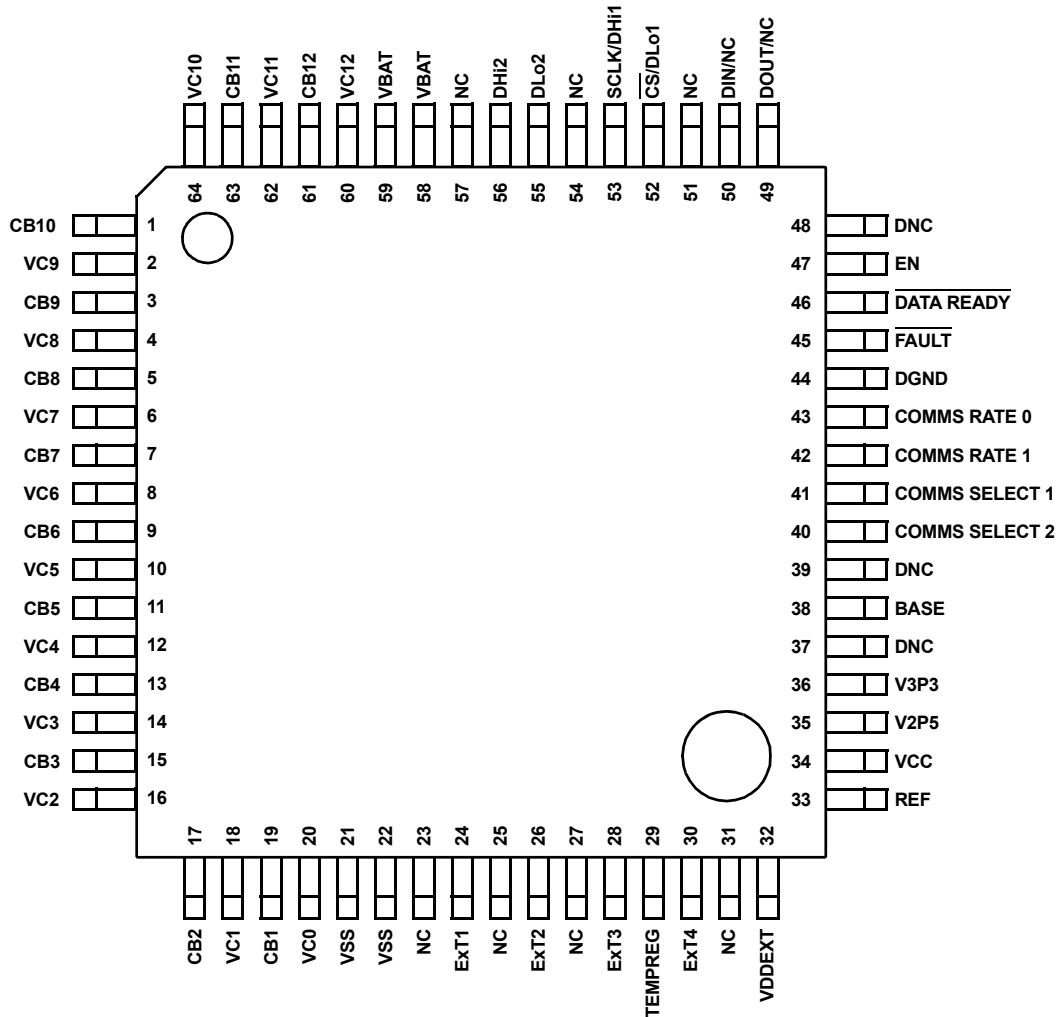 VC10
CB11
VC11
CB12
VC12
VBAT
VBAT
NC
DHi2
DLo2
NC
SCLK/DHi1
CS/DLo1
NC
DIN/NC
DOUT/NC
64
63
62
61
60
59
58
57
56
55
54
53
52
51
50
49
CB10 1
VC9 2
CB9 3
VC8 4
CB8 5
VC7 6
CB7 7
VC6 8
CB6 9
VC5 10
CB5 11
VC4 12
CB4 13
VC3 14
CB3 15
VC2 16
48 DNC
47 EN
46 DATA READY
45 FAULT
44 DGND
43 COMMS RATE 0
42 COMMS RATE 1
41 COMMS SELECT 1
40 COMMS SELECT 2
39 DNC
38 BASE
37 DNC
36 V3P3
35 V2P5
34 VCC
33 REF
17
18
19
20
21
22
23
24
25
26
27
28
29
30
31
32
CB2
VC1
CB1
VC0
VSS
VSS
NC
ExT1
NC
ExT2
NC
ExT3
TEMPREG
ExT4
NC
VDDEXT